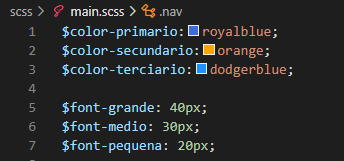 scss > main.scss > .nav
1 $color-primario: royalblue;
2 $color-secundario: orange;
3 $color-terciario: dodgerblue;
4
5 $font-grande: 40px;
6 $font-medio: 30px;
7 $font-pequena: 20px;